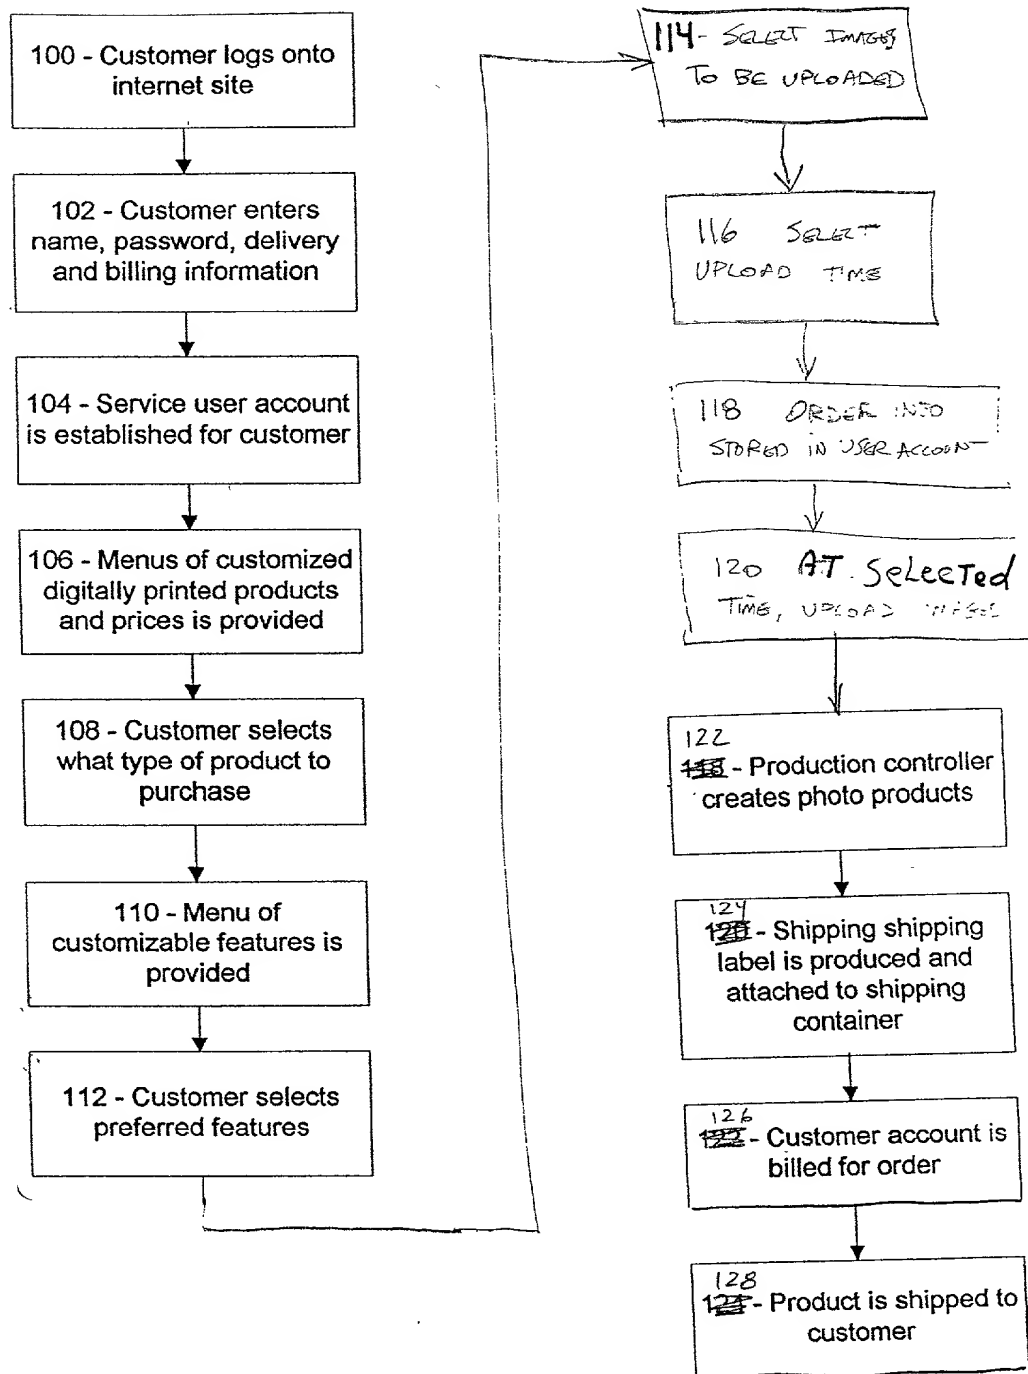 100 - Customer logs onto
internet site
102 - Customer enters
name, password, delivery
and billing information
104 - Service user account
is established for customer
106 - Menus of customized
digitally printed products
and prices is provided
108 - Customer selects
what type of product to
purchase
110 - Menu of
customizable features is
provided
112 - Customer selects
preferred features
114 - SELECT IMAGES
TO BE UPLOADED
116 SELECT
UPLOAD TIME
118 ORDER INFO
STORED IN USER ACCOUNT
120 AT SeLecTed
TIME, UPLOAD
122
118 - Production controller
creates photo products
124
120 - Shipping shipping
label is produced and
attached to shipping
container
126
122 - Customer account is
billed for order
128
124 - Product is shipped to
customer